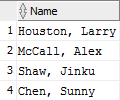 Name
1 Houston, Larry
2 McCall, Alex
3 Shaw, Jinku
4 Chen, Sunny